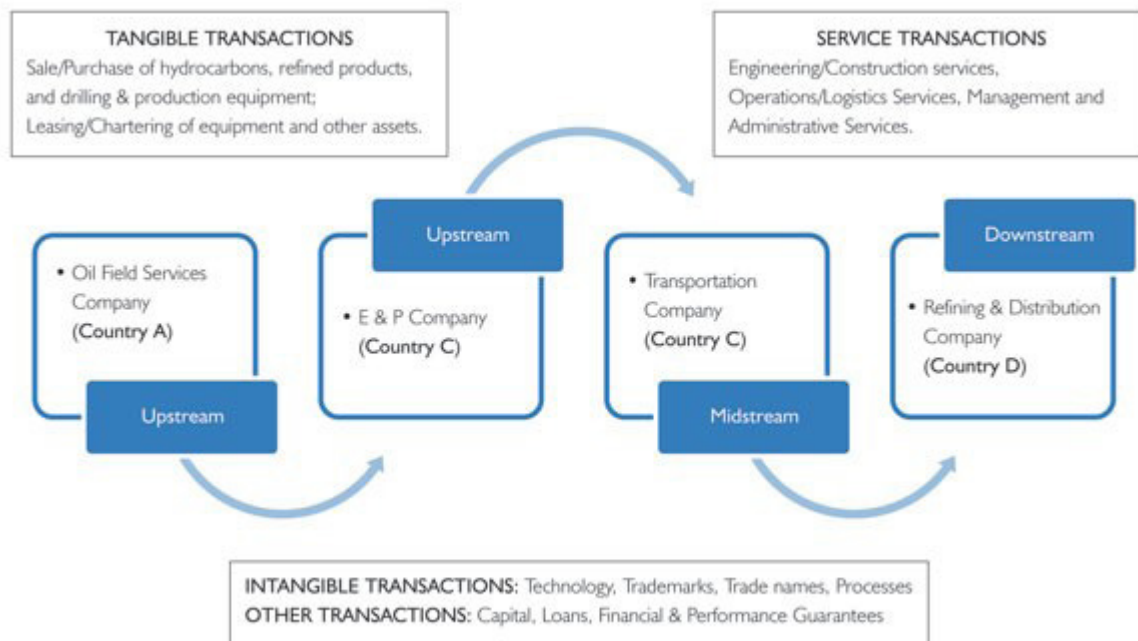 TANGIBLE TRANSACTIONS
Sale/Purchase of hydrocarbons, refined products,
and drilling & production equipment;
Leasing/Chartering of equipment and other assets.
SERVICE TRANSACTIONS
Engineering/Construction services,
Operations/Logistics Services, Management and
Administrative Services.
• Oil Field Services
Company
(Country A)
Upstream
Upstream
• E & P Company
(Country C)
• Transportation
Company
(Country C)
Midstream
Downstream
• Refining & Distribution
Company
(Country D)
INTANGIBLE TRANSACTIONS: Technology, Trademarks, Trade names, Processes
OTHER TRANSACTIONS: Capital, Loans, Financial & Performance Guarantees